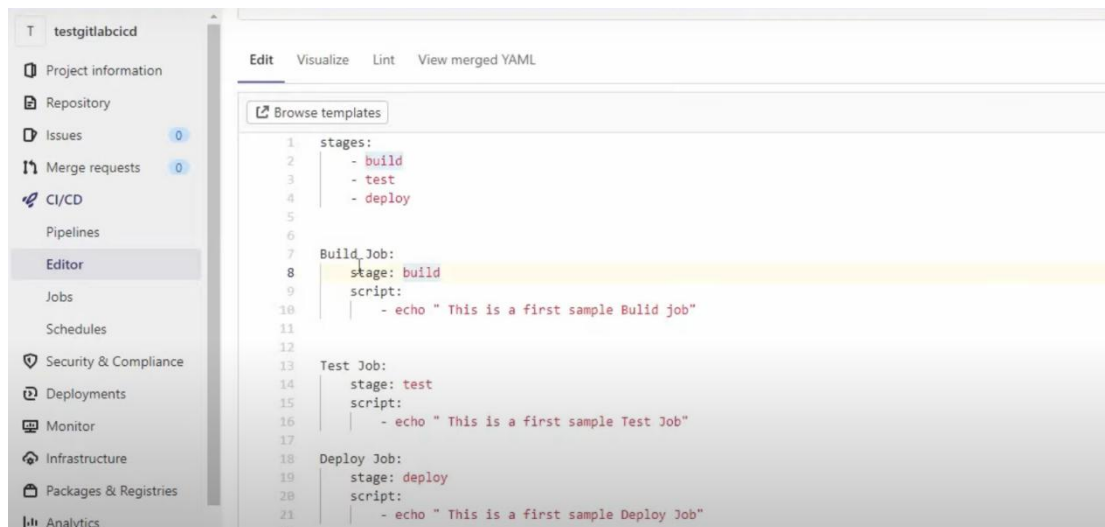 T testgitlabcicd
Project information
Repository
Issues 0
Merge requests 0
CI/CD
Pipelines
Editor
Jobs
Schedules
Security & Compliance
Deployments
Monitor
Infrastructure
Packages & Registries
Analytics
Edit Visualize Lint View merged YAML
Browse templates
1 stages:
2 - build
3 - test
4 - deploy
5
6
7 Build Job:
8 stage: build
9 script:
10 - echo " This is a first sample Bulid job"
11
12
13 Test Job:
14 stage: test
15 script:
16 - echo " This is a first sample Test Job"
17
18 Deploy Job:
19 stage: deploy
20 script:
21 - echo " This is a first sample Deploy Job"